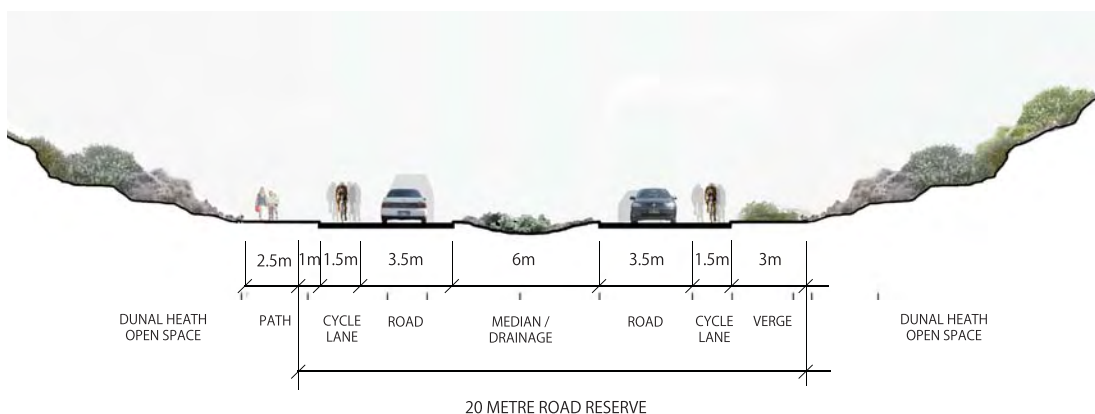 2.5m 1m 1.5m 3.5m 6m 3.5m 1.5m 3m
DUNAL HEATH
OPEN SPACE
PATH
CYCLE
LANE
ROAD
MEDIAN /
DRAINAGE
ROAD
CYCLE
LANE
VERGE
DUNAL HEATH
OPEN SPACE
20 METRE ROAD RESERVE